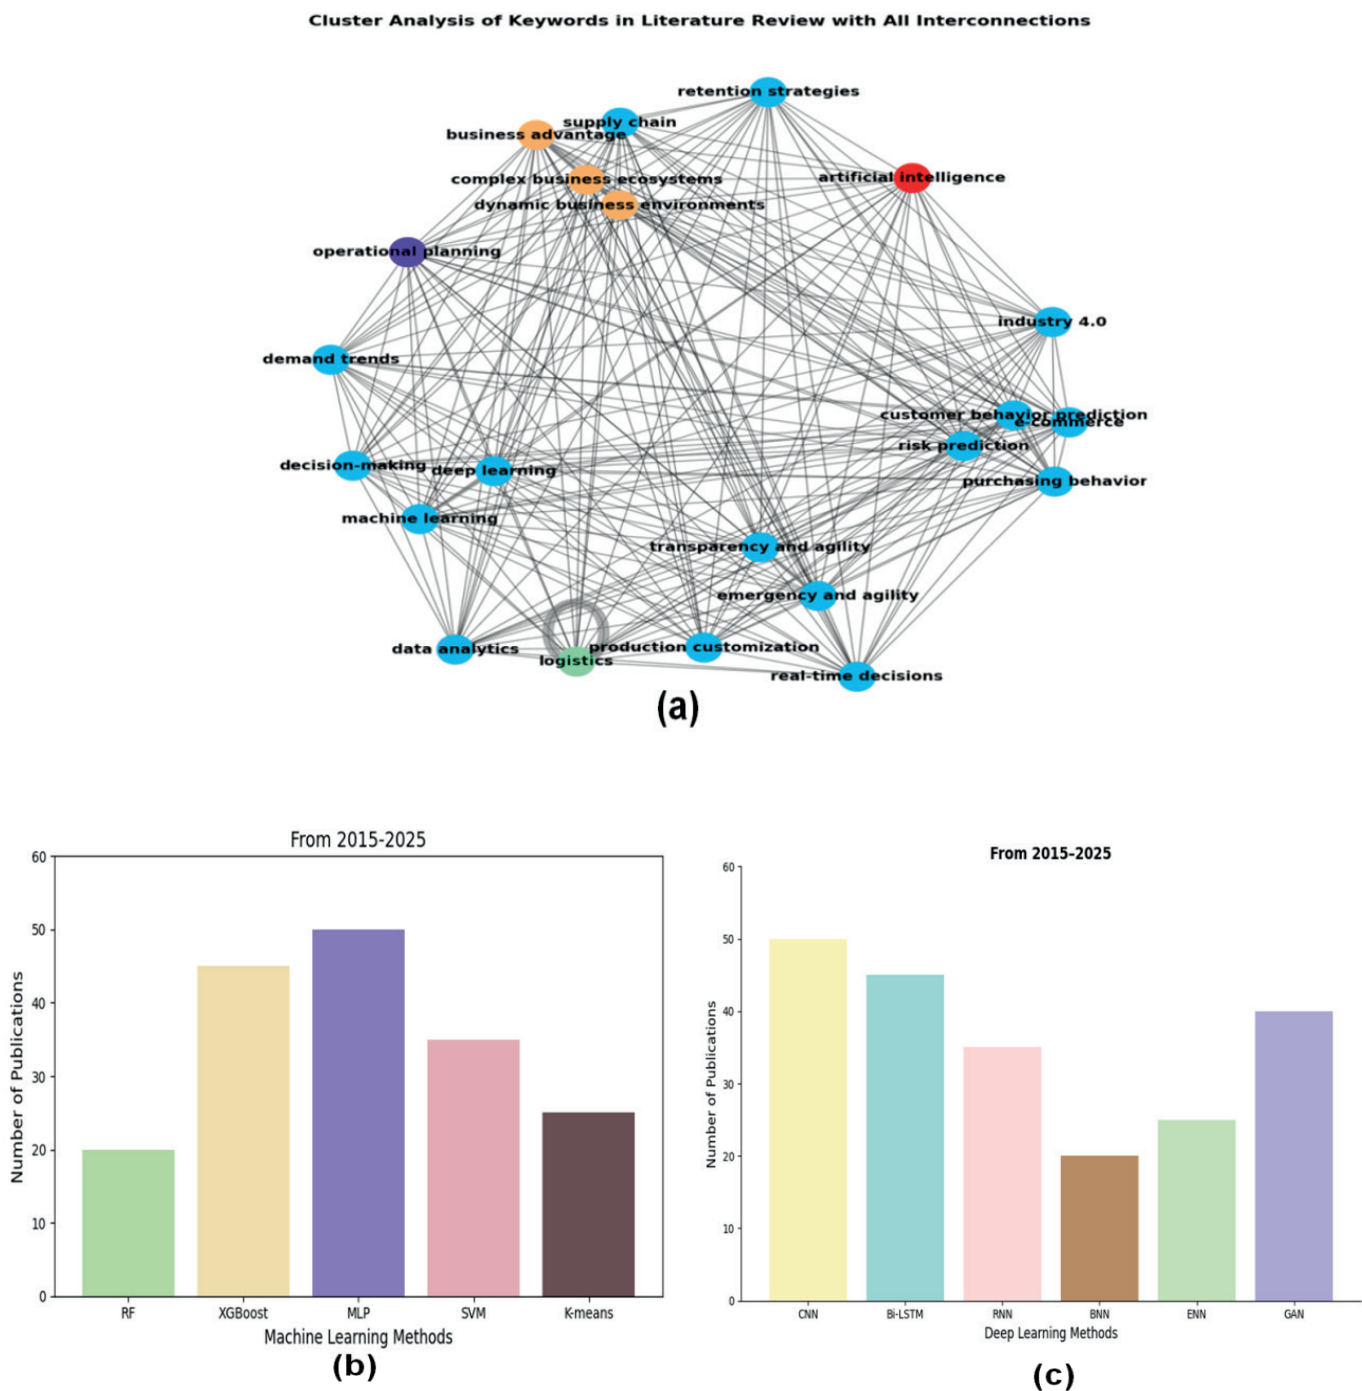 Cluster Analysis of Keywords in Literature Review with All Interconnections
retention strategies
supply chain
business advantage
artificial intelligence
complex business ecosystems
dynamic business environments
operational planning
industry 4.0
demand trends
customer behavior prediction
e-commerce
risk prediction
decision-making
deep learning
purchasing behavior
machine learning
transparency and agility
emergency and agility
data analytics
production customization
logistics
real-time decisions
(a)
From 2015-2025
Number of Publications
60
50
40
30
20
10
0
RF XGBoost MLP SVM K-means
Machine Learning Methods
(b)
From 2015–2025
Number of Publications
60
50
40
30
20
10
0
CNN Bi-LSTM RNN BNN ENN GAN
Deep Learning Methods
(c)